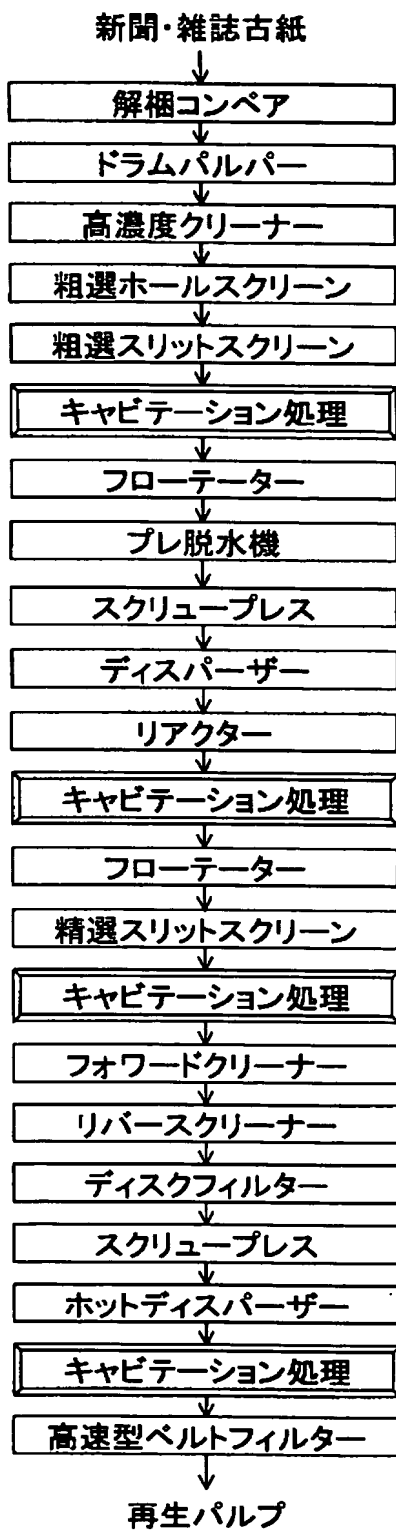 新聞・雑誌古紙
解梱コンベア
ドラムパルパー
高濃度クリーナー
粗選ホールスクリーン
粗選スリットスクリーン
キャビテーション処理
フローテーター
プレ脱水機
スクリュープレス
ディスパーザー
リアクター
キャビテーション処理
フローテーター
精選スリットスクリーン
キャビテーション処理
フォワードクリーナー
リバースクリーナー
ディスクフィルター
スクリュープレス
ホットディスパーザー
キャビテーション処理
高速型ベルトフィルター
再生パルプ